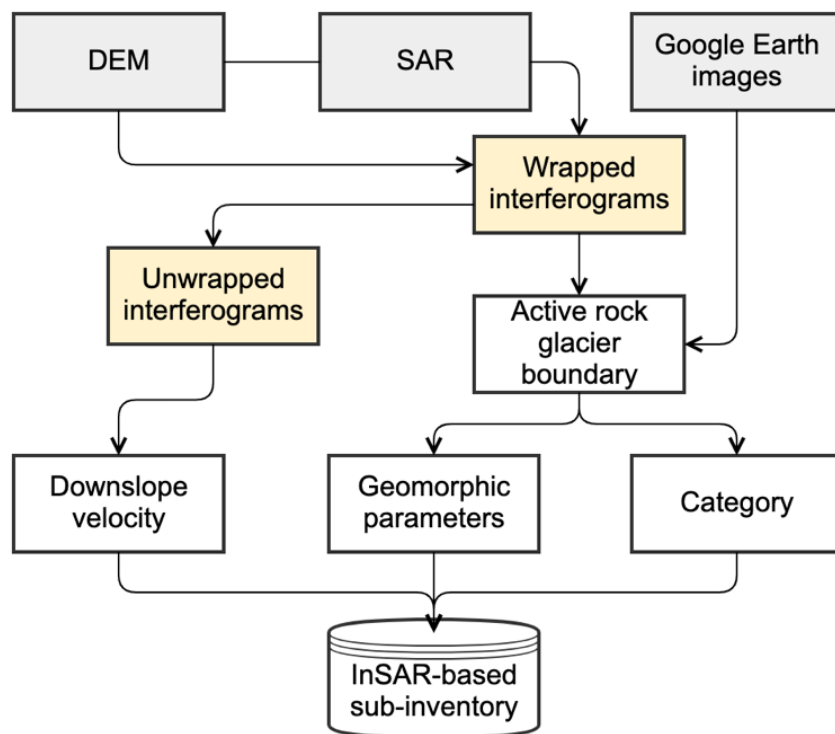 DEM
SAR
Google Earth
images
Wrapped
interferograms
Unwrapped
interferograms
Active rock
glacier
boundary
Downslope
velocity
Geomorphic
parameters
Category
InSAR-based
sub-inventory